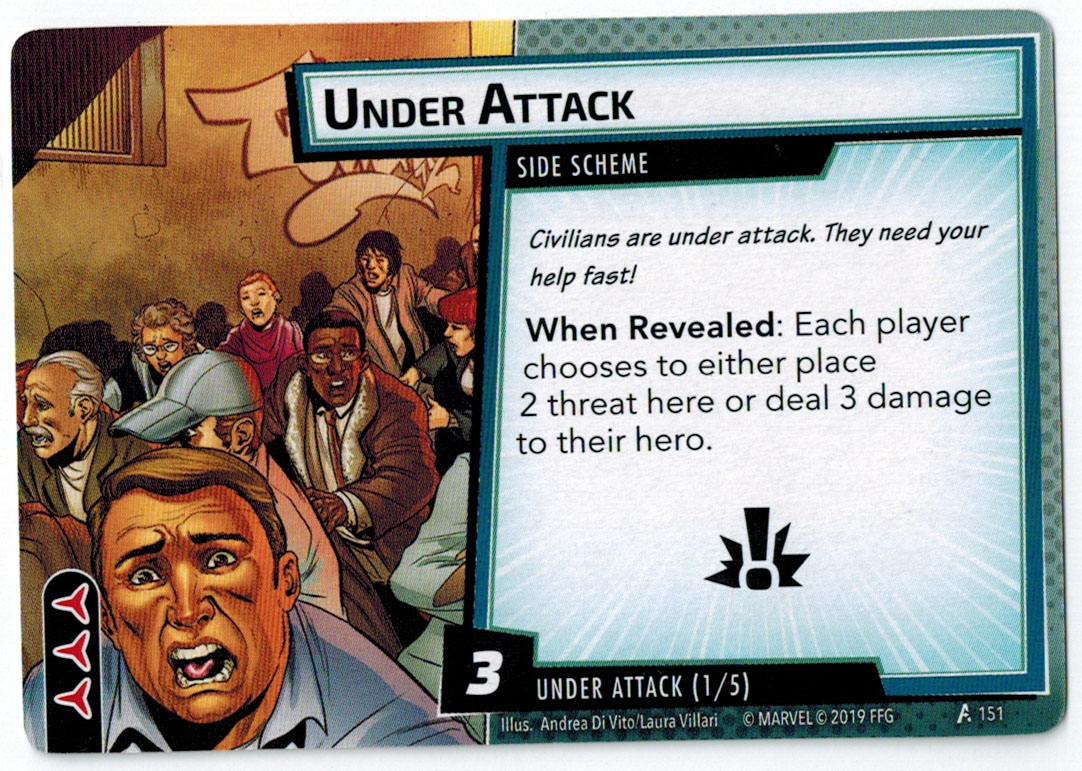 UNDER ATTACK
SIDE SCHEME
Civilians are under attack. They need your
help fast!
When Revealed: Each player
chooses to either place
2 threat here or deal 3 damage
to their hero.
3
UNDER ATTACK (1/5)
Illus. Andrea Di Vito/Laura Villari © MARVEL © 2019 FFG 151